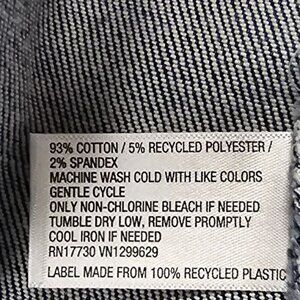 93% COTTON / 5% RECYCLED POLYESTER /
2% SPANDEX
MACHINE WASH COLD WITH LIKE COLORS
GENTLE CYCLE
ONLY NON-CHLORINE BLEACH IF NEEDED
TUMBLE DRY LOW, REMOVE PROMPTLY
COOL IRON IF NEEDED
RN17730 VN1299629
LABEL MADE FROM 100% RECYCLED PLASTIC